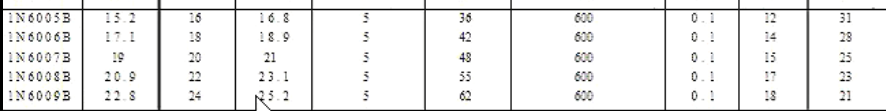 1N6005B 15.2 16 16.8 5 36 600 0.1 12 31
1N6006B 17.1 18 18.9 5 42 600 0.1 14 28
1N6007B 19 20 21 5 48 600 0.1 15 25
1N6008B 20.9 22 23.1 5 55 600 0.1 17 23
1N6009B 22.8 24 25.2 5 62 600 0.1 18 21